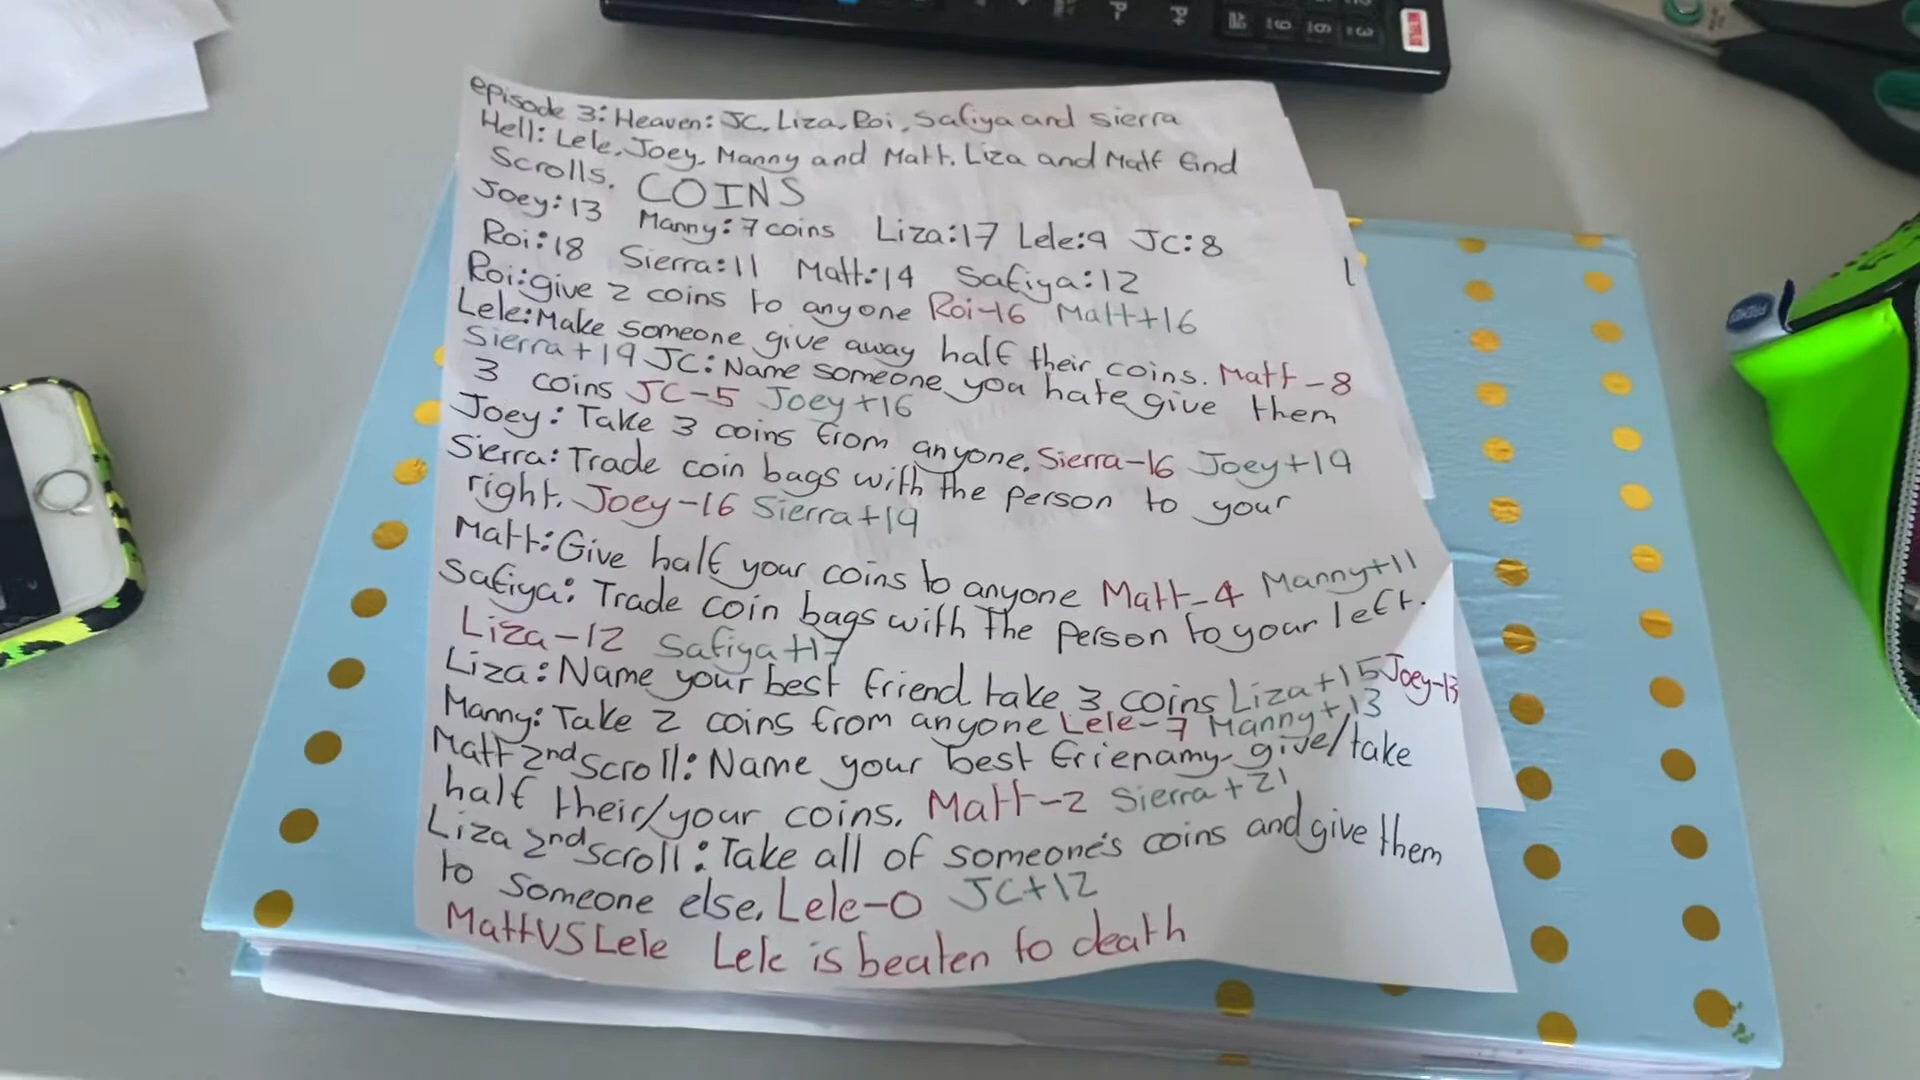 episode 3: Heaven: JC, Liza, Roi, Safiya and Sierra
Hell: Lele, Joey, Manny and Matt. Liza and Matt find
Scrolls. COINS
Joey:13 Manny:7 coins Liza:17 Lele:9 JC:8
Roi:18 Sierra:11 Matt:14 Safiya:12
Roi:give 2 coins to anyone Roi-16 Matt+16
Lele:Make someone give away half their coins. Matt-8
Sierra+19 JC:Name someone you hate give them
3 coins JC-5 Joey+16
Joey: Take 3 coins from anyone. Sierra-16 Joey+19
Sierra:Trade coin bags with the person to your
right. Joey-16 Sierra+19
Matt:Give half your coins to anyone Matt-4 Manny+11
Safiya: Trade coin bags with the person to your left.
Liza-12 Safiya+17
Liza:Name your best friend take 3 coins Liza+15 Joey-13
Manny:Take 2 coins from anyone Lele-7 Manny+13
Matt 2nd scroll:Name your best frienamy-give/take
half their/your coins. Matt-2 Sierra+21
Liza 2nd scroll:Take all of someone's coins and give them
to someone else. Lele-0 JC+12
Matt VS Lele Lele is beaten to death
NETFLIX
P-
P+